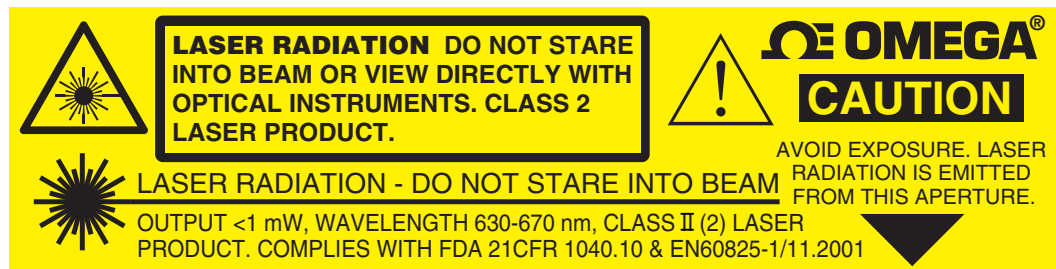 LASER RADIATION DO NOT STARE
INTO BEAM OR VIEW DIRECTLY WITH
OPTICAL INSTRUMENTS. CLASS 2
LASER PRODUCT.
!
ΩE OMEGA®
CAUTION
AVOID EXPOSURE. LASER
RADIATION IS EMITTED
FROM THIS APERTURE.
LASER RADIATION - DO NOT STARE INTO BEAM
OUTPUT <1 mW, WAVELENGTH 630-670 nm, CLASS II (2) LASER
PRODUCT. COMPLIES WITH FDA 21CFR 1040.10 & EN60825-1/11.2001